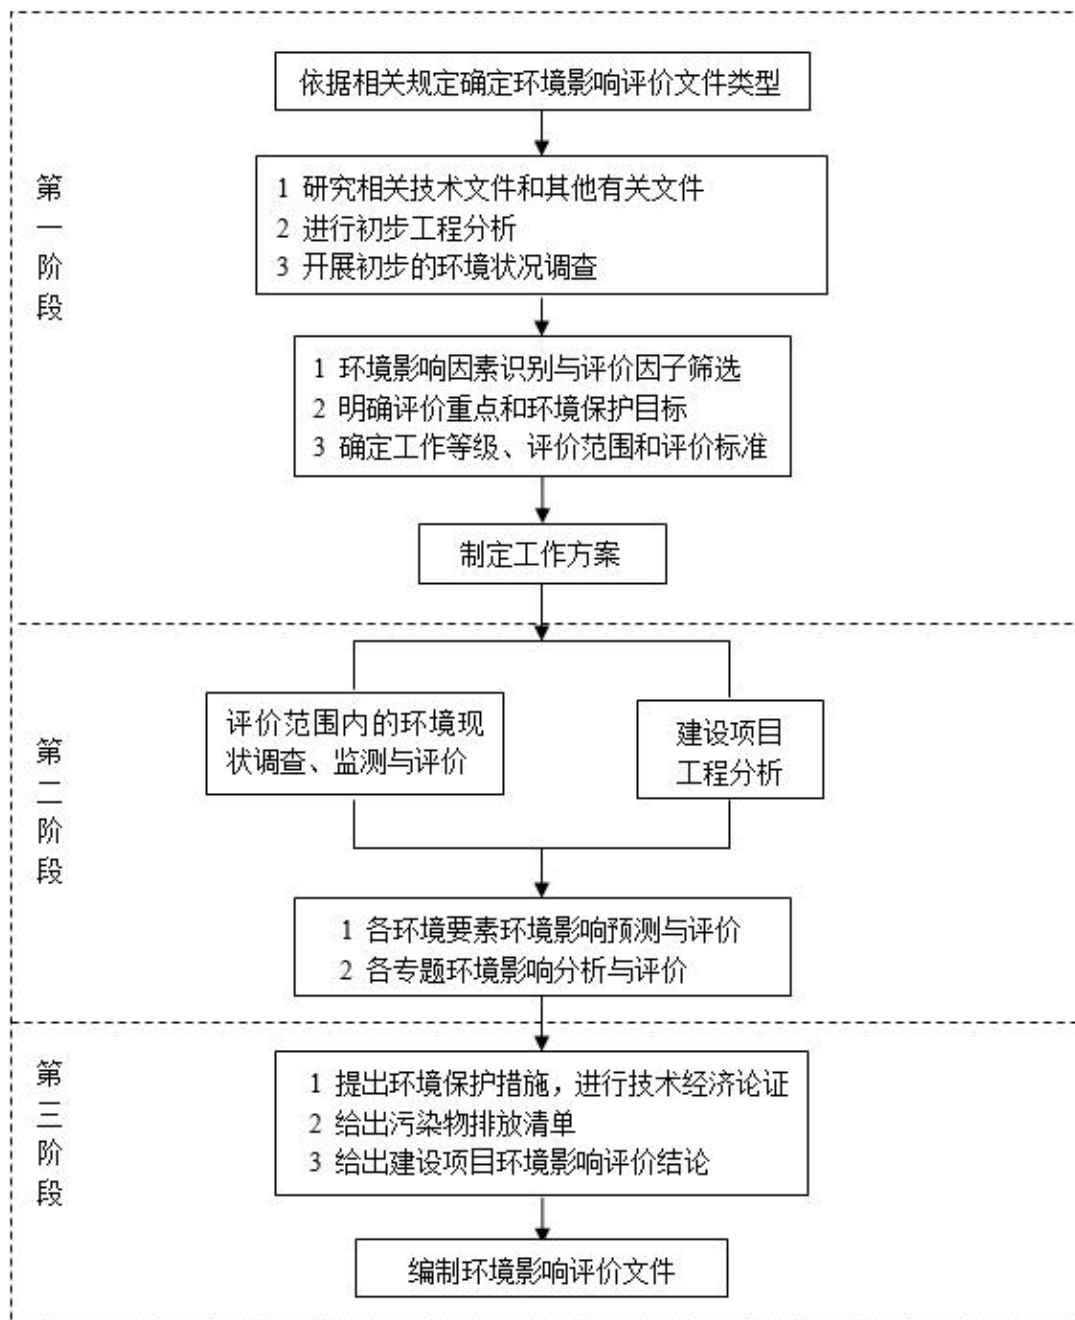 依据相关规定确定环境影响评价文件类型
第一阶段
1 研究相关技术文件和其他有关文件
2 进行初步工程分析
3 开展初步的环境状况调查
1 环境影响因素识别与评价因子筛选
2 明确评价重点和环境保护目标
3 确定工作等级、评价范围和评价标准
制定工作方案
第二阶段
评价范围内的环境现
状调查、监测与评价
建设项目
工程分析
1 各环境要素环境影响预测与评价
2 各专题环境影响分析与评价
第三阶段
1 提出环境保护措施，进行技术经济论证
2 给出污染物排放清单
3 给出建设项目环境影响评价结论
编制环境影响评价文件